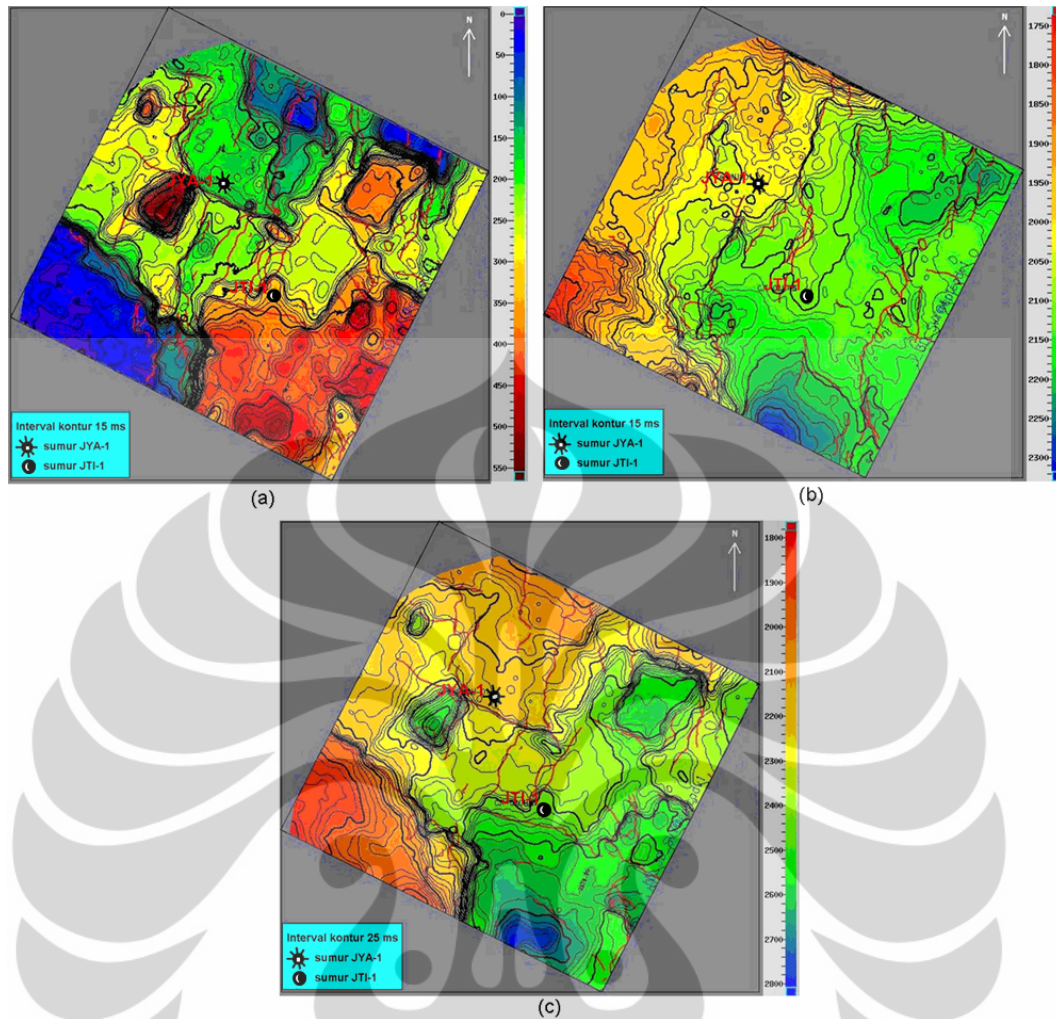 N
0
50
100
150
200
250
300
350
400
450
500
550
JYA-1
JTI-1
Interval kontur 15 ms
sumur JYA-1
sumur JTI-1
(a)
N
1750
1800
1850
1900
1950
2000
2050
2100
2150
2200
2250
2300
JYA-1
JTI-1
Interval kontur 15 ms
sumur JYA-1
sumur JTI-1
(b)
N
1800
1900
2000
2100
2200
2300
2400
2500
2600
2700
2800
JYA-1
JTI-1
Interval kontur 25 ms
sumur JYA-1
sumur JTI-1
(c)